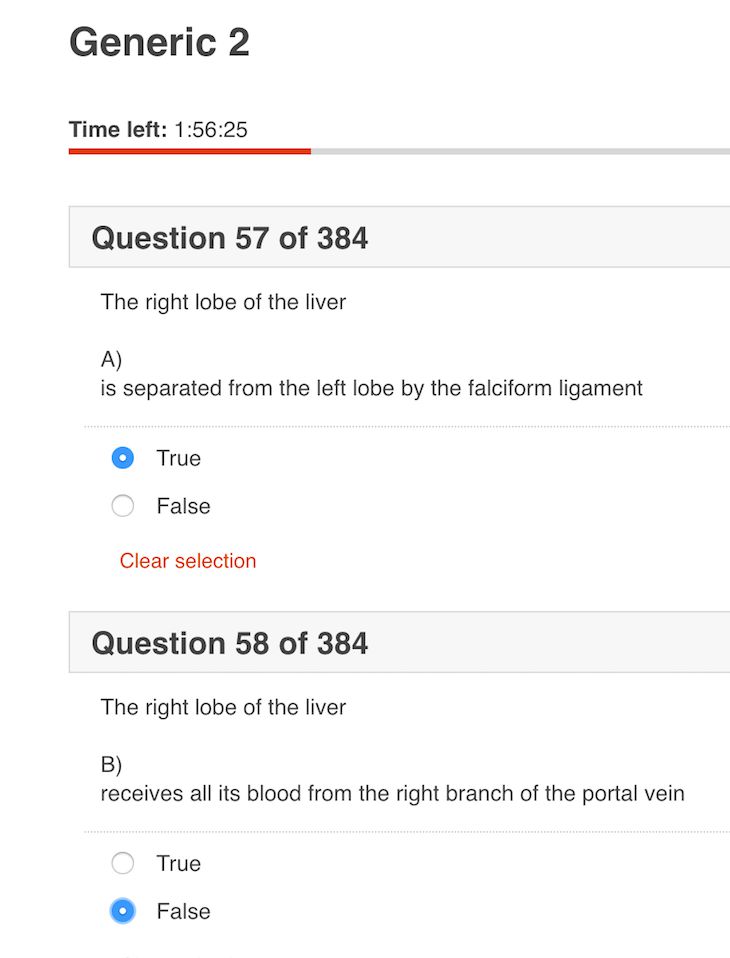 Generic 2
Time left: 1:56:25
Question 57 of 384
The right lobe of the liver
A)
is separated from the left lobe by the falciform ligament
True
False
Clear selection
Question 58 of 384
The right lobe of the liver
B)
receives all its blood from the right branch of the portal vein
True
False